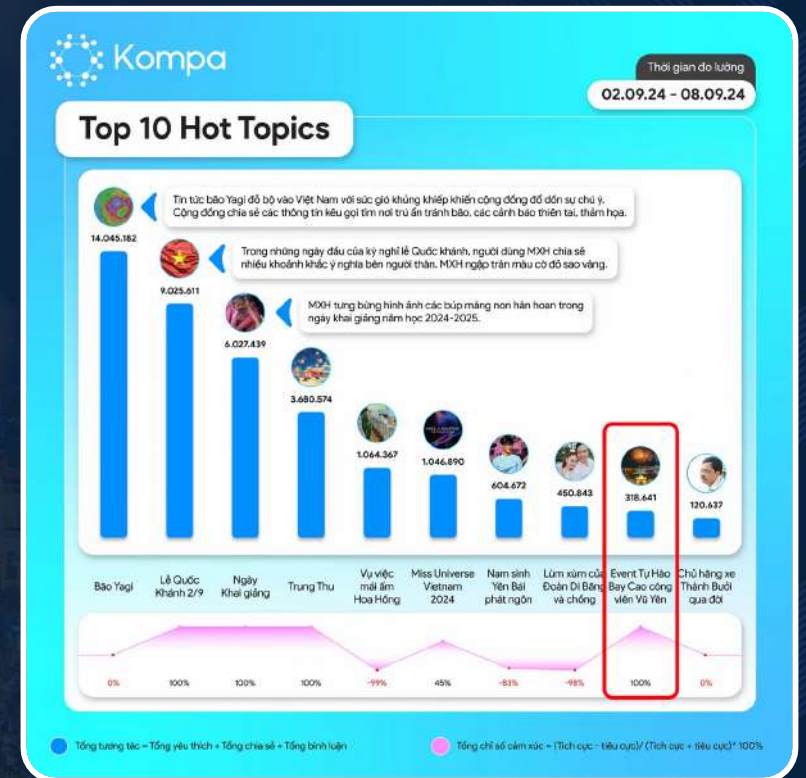 Kompa
Thời gian đo lường
02.09.24 - 08.09.24
Top 10 Hot Topics
Tin tức bão Yagi đổ bộ vào Việt Nam với sức gió khủng khiếp khiến cộng đồng đổ dồn sự chú ý.
Cộng đồng chia sẻ các thông tin kêu gọi tìm nơi trú ẩn tránh bão, các cảnh báo thiên tai, thảm họa.
14.045.182
Trong những ngày đầu của kỳ nghỉ lễ Quốc khánh, người dùng MXH chia sẻ
nhiều khoảnh khắc ý nghĩa bên người thân. MXH ngập tràn màu cờ đỏ sao vàng.
9.025.611
MXH tưng bừng hình ảnh các búp măng non hân hoan trong
ngày khai giảng năm học 2024-2025.
6.027.439
3.680.574
1.064.367
1.046.890
604.672
450.843
318.641
120.637
Bão Yagi
Lễ Quốc
Khánh 2/9
Ngày
Khai giảng
Trung Thu
Vụ việc
mái ấm
Hoa Hồng
Miss Universe
Vietnam
2024
Nam sinh
Yên Bái
phát ngôn
Lùm xùm của
Đoàn Di Băng
và chồng
Event Tự Hào
Bay Cao công
viên Vũ Yên
Chủ hãng xe
Thành Bưởi
qua đời
0%
100%
100%
100%
-99%
45%
-83%
-98%
100%
0%
Tổng tương tác = Tổng yêu thích + Tổng chia sẻ + Tổng bình luận
Tổng chỉ số cảm xúc = (Tích cực - tiêu cực)/ (Tích cực + tiêu cực)* 100%